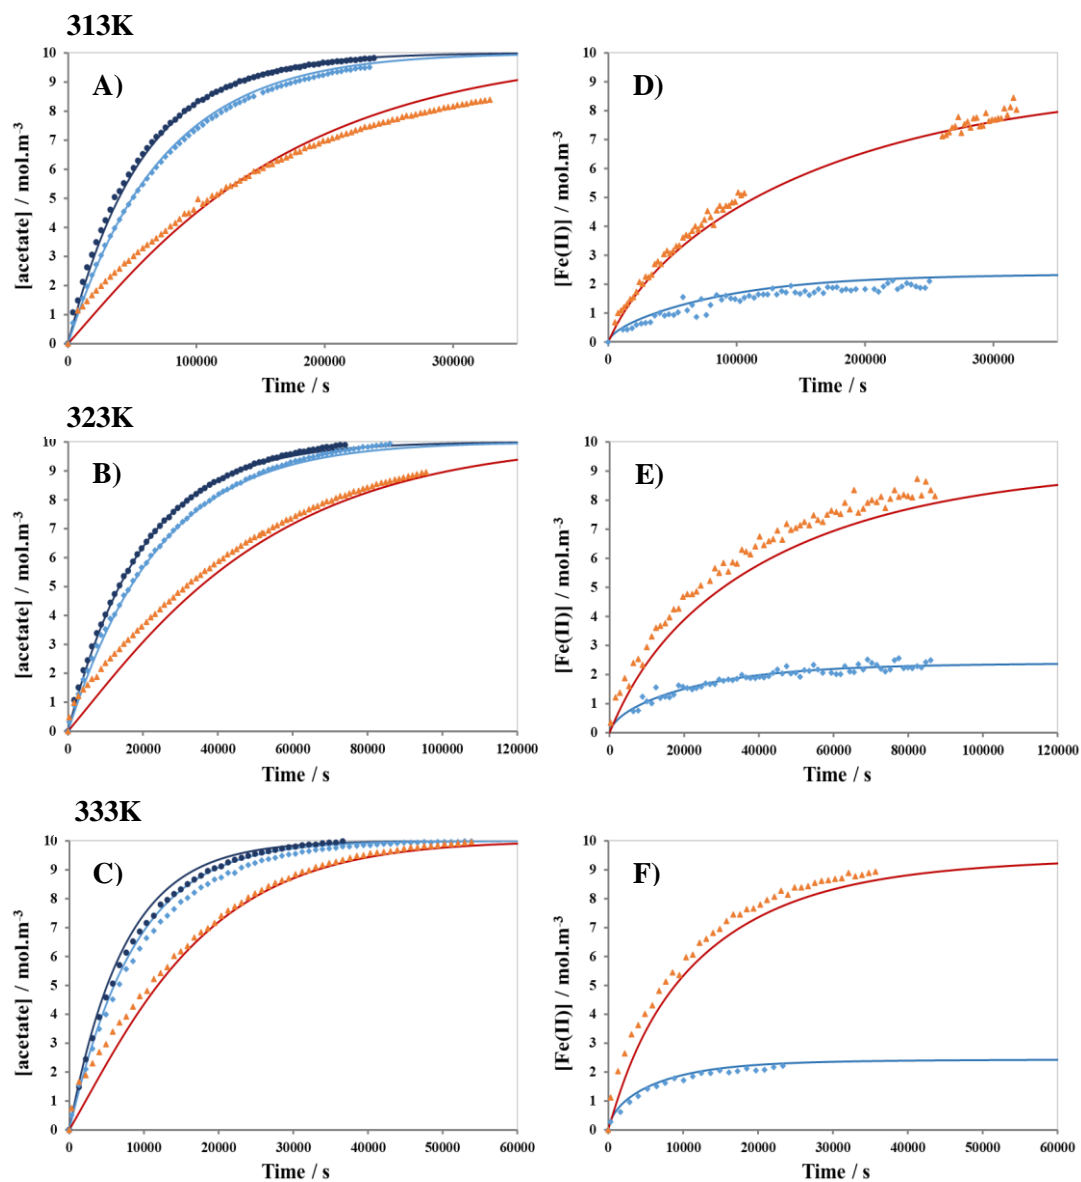 313K
A)
10
9
8
7
6
5
4
3
2
1
0
[acetate] / mol.m-3
0 100000 200000 300000
Time / s
D)
10
9
8
7
6
5
4
3
2
1
0
[Fe(II)] / mol.m-3
0 100000 200000 300000
Time / s
323K
B)
10
9
8
7
6
5
4
3
2
1
0
[acetate] / mol.m-3
0 20000 40000 60000 80000 100000 120000
Time / s
E)
10
9
8
7
6
5
4
3
2
1
0
[Fe(II)] / mol.m-3
0 20000 40000 60000 80000 100000 120000
Time / s
333K
C)
10
9
8
7
6
5
4
3
2
1
0
[acetate] / mol.m-3
0 10000 20000 30000 40000 50000 60000
Time / s
F)
10
9
8
7
6
5
4
3
2
1
0
[Fe(II)] / mol.m-3
0 10000 20000 30000 40000 50000 60000
Time / s